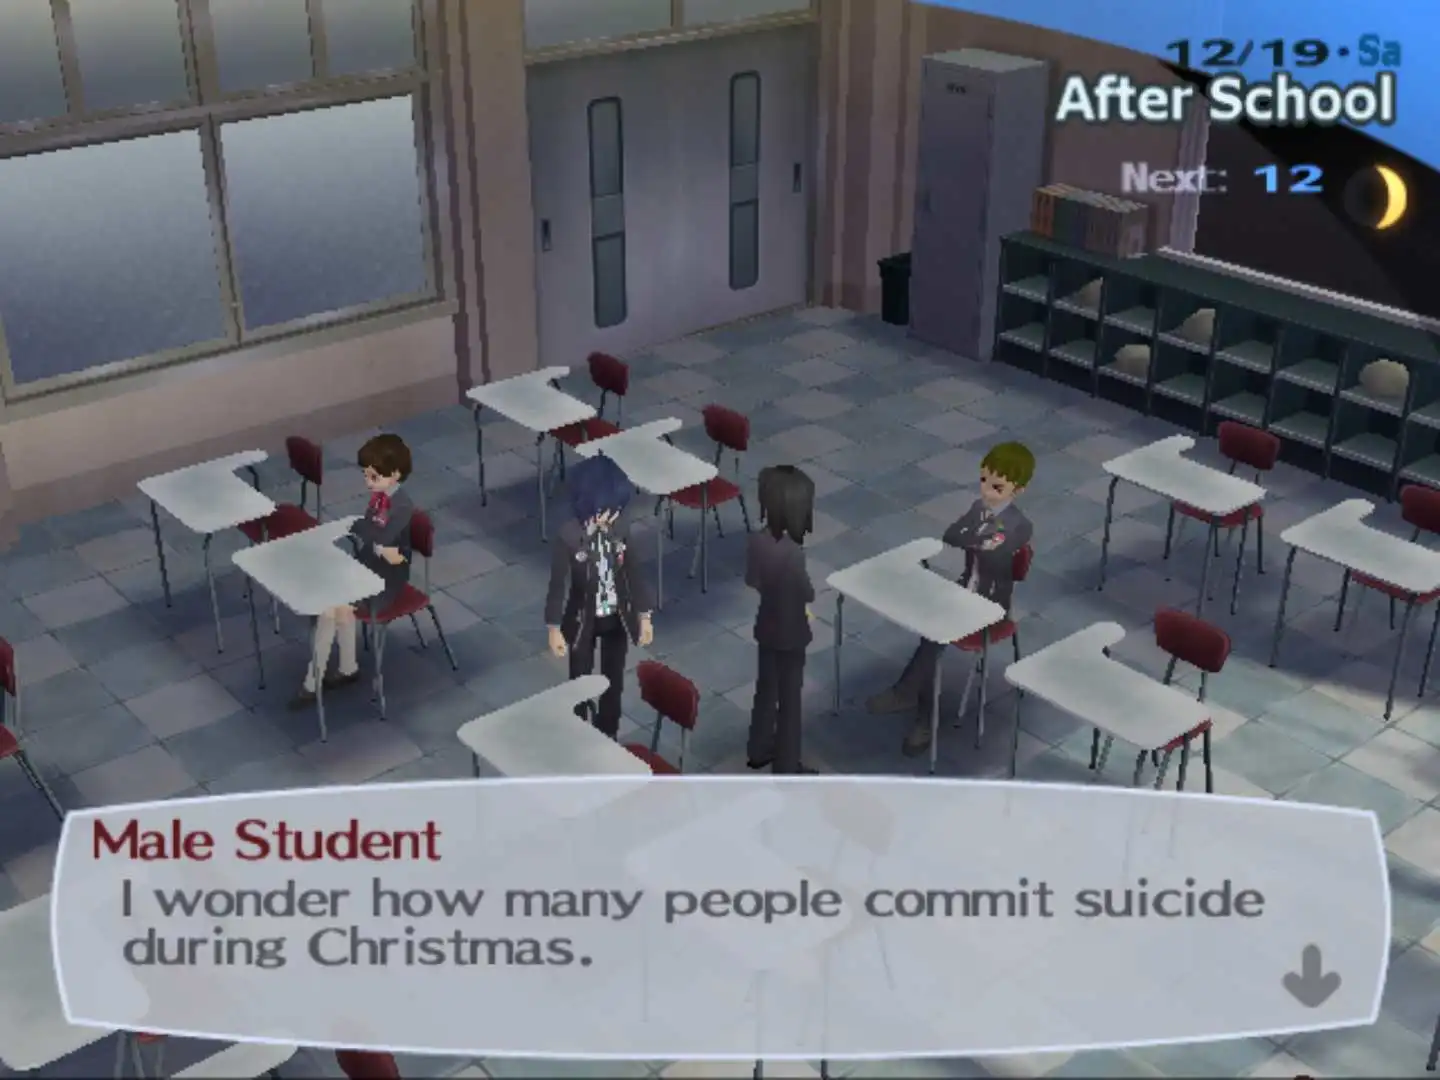 12/19·Sa
After School
Next: 12
Male Student
I wonder how many people commit suicide
during Christmas.